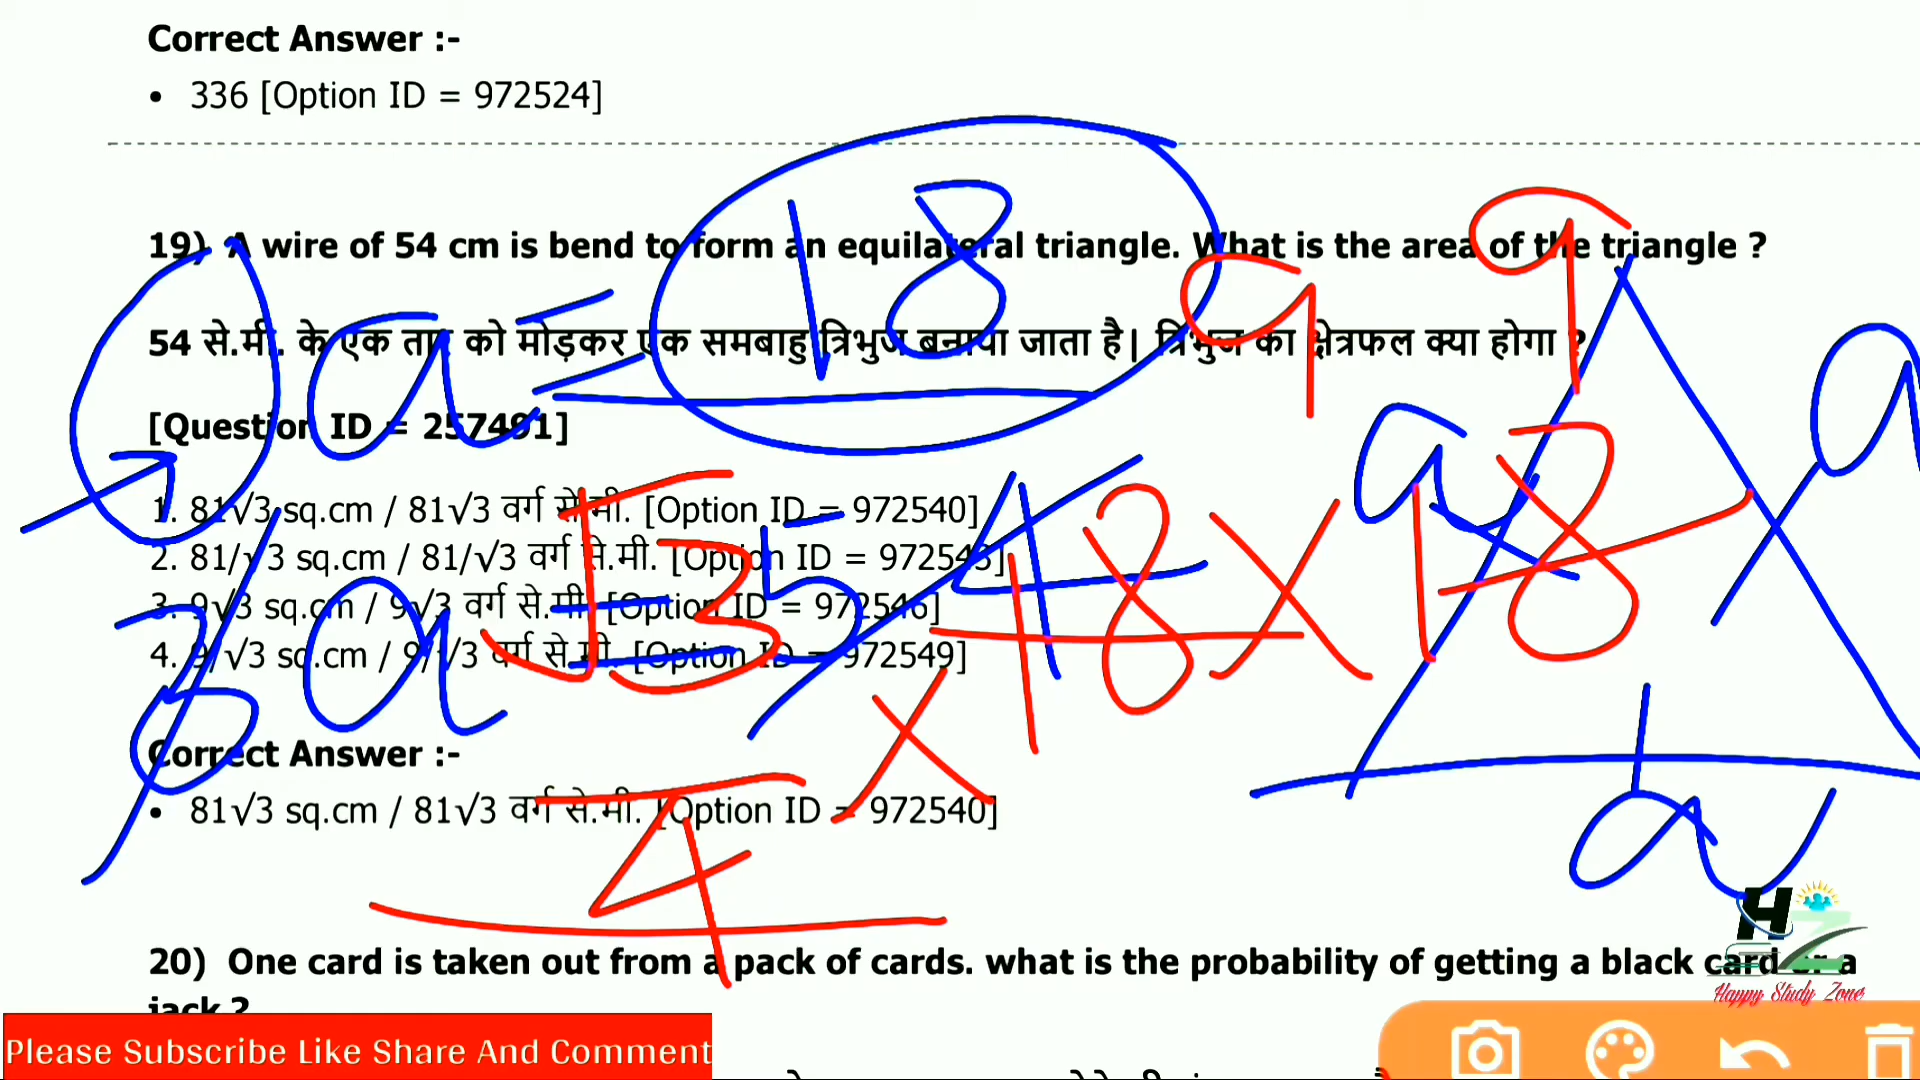 Correct Answer :-
• 336 [Option ID = 972524]
19) A wire of 54 cm is bend to form an equilateral triangle. What is the area of the triangle ?
54 से.मी. के एक तार को मोड़कर एक समबाहु त्रिभुज बनाया जाता है। त्रिभुज का क्षेत्रफल क्या होगा ?
[Question ID = 257491]
1. 81√3 sq.cm / 81√3 वर्ग से.मी. [Option ID = 972540]
2. 81/√3 sq.cm / 81/√3 वर्ग से.मी. [Option ID = 972543]
3. 9√3 sq.cm / 9√3 वर्ग से.मी. [Option ID = 972546]
4. 9/√3 sq.cm / 9/√3 वर्ग से.मी. [Option ID = 972549]
Correct Answer :-
• 81√3 sq.cm / 81√3 वर्ग से.मी. [Option ID = 972540]
20) One card is taken out from a pack of cards. what is the probability of getting a black card or a
jack ?
a = 18
3a = 54
√3
4
× 18 × 18
9
9
a
a
a
HZ
Happy Study Zone
Please Subscribe Like Share And Comment